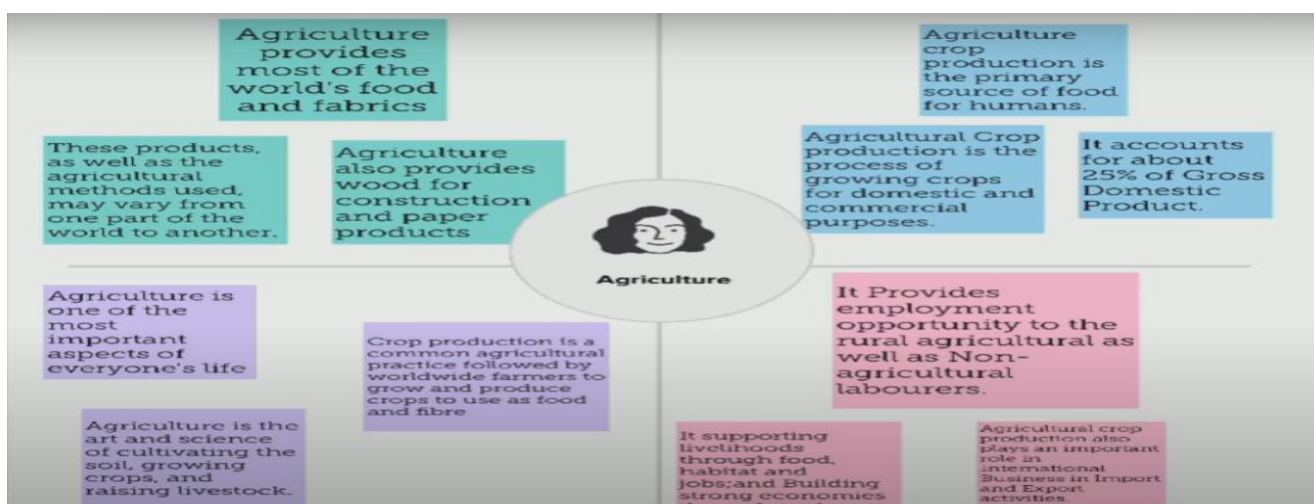 Agriculture
provides
most of the
world's food
and fabrics
These products,
as well as the
agricultural
methods used,
may vary from
one part of the
world to another.
Agriculture
also provides
wood for
construction
and paper
products
Agriculture
crop
production is
the primary
source of food
for humans.
Agricultural Crop
production is the
process of
growing crops
for domestic and
commercial
purposes.
It accounts
for about
25% of Gross
Domestic
Product.
Agriculture
Agriculture is
one of the
most
important
aspects of
everyone's life
Crop production is a
common agricultural
practice followed by
worldwide farmers to
grow and produce
crops to use as food
and fibre
Agriculture is the
art and science
of cultivating the
soil, growing
crops, and
raising livestock.
It Provides
employment
opportunity to the
rural agricultural as
well as Non-
agricultural
labourers.
It supporting
livelihoods
through food,
habitat and
jobs;and Building
strong economies
Agricultural crop
production also
plays an important
role in
international
Business in Import
and Export
activities.